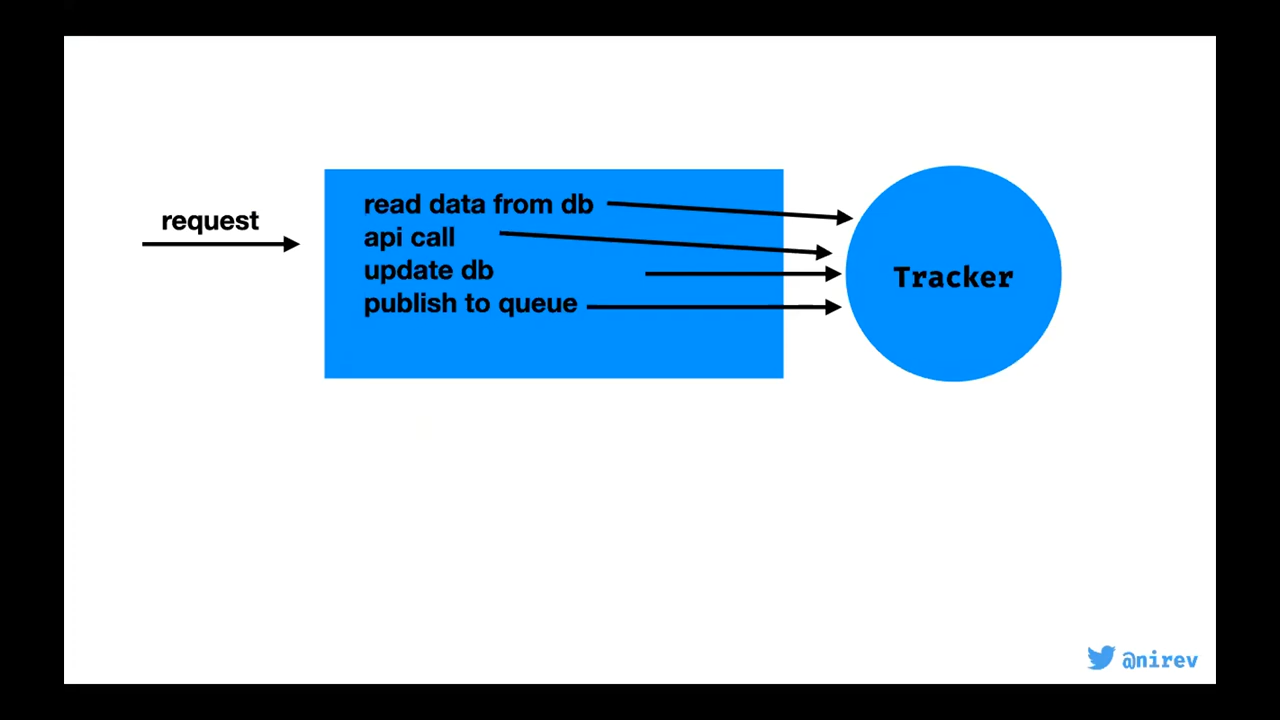 request
read data from db
api call
update db
publish to queue
Tracker
@nirev